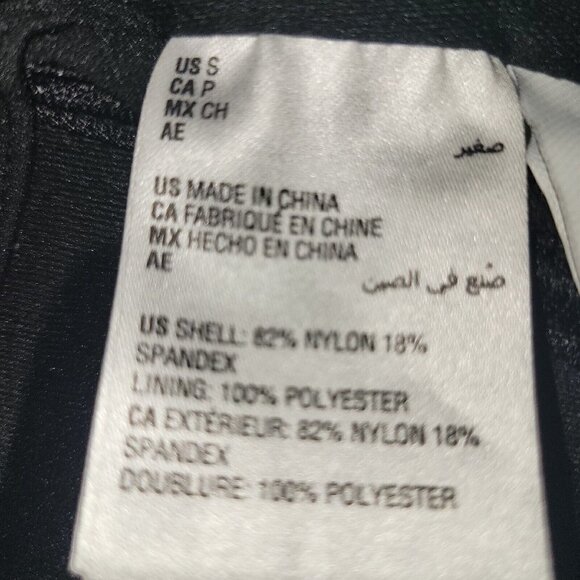 US S
CA P
MX CH
AE
صغير
US MADE IN CHINA
CA FABRIQUÉ EN CHINE
MX HECHO EN CHINA
AE
صُنع في الصين
US SHELL: 82% NYLON 18%
SPANDEX
LINING: 100% POLYESTER
CA EXTÉRIEUR: 82% NYLON 18%
SPANDEX
DOUBLURE: 100% POLYESTER